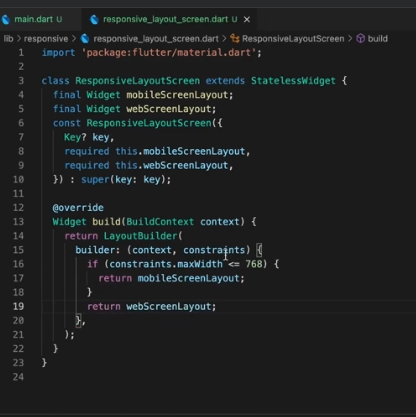 main.dart U responsive_layout_screen.dart U ×
lib > responsive > responsive_layout_screen.dart > ResponsiveLayoutScreen > build
1 import 'package:flutter/material.dart';
2
3 class ResponsiveLayoutScreen extends StatelessWidget {
4 final Widget mobileScreenLayout;
5 final Widget webScreenLayout;
6 const ResponsiveLayoutScreen({
7 Key? key,
8 required this.mobileScreenLayout,
9 required this.webScreenLayout,
10 }) : super(key: key);
11
12 @override
13 Widget build(BuildContext context) {
14 return LayoutBuilder(
15 builder: (context, constraints) {
16 if (constraints.maxWidth <= 768) {
17 return mobileScreenLayout;
18 }
19 return webScreenLayout;
20 },
21 );
22 }
23 }
24